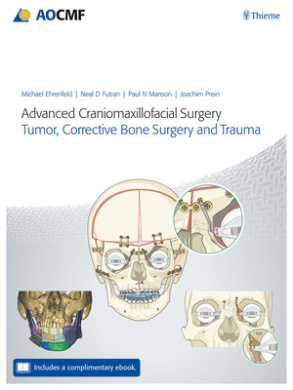 AOCMF
Thieme
Michael Ehrenfeld | Neal D Futran | Paul N Manson | Joachim Prein
Advanced Craniomaxillofacial Surgery
Tumor, Corrective Bone Surgery and Trauma
Includes a complimentary ebook.